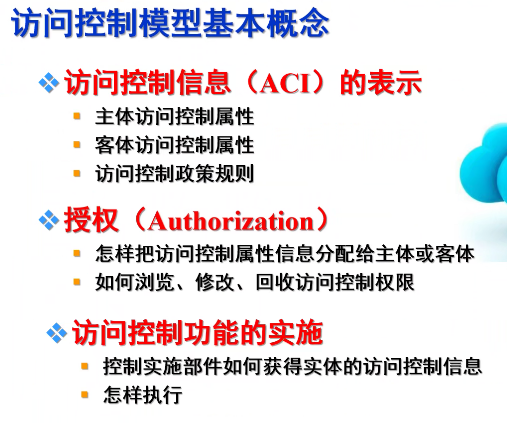 访问控制模型基本概念
访问控制信息（ACI）的表示
主体访问控制属性
客体访问控制属性
访问控制政策规则
授权（Authorization）
怎样把访问控制属性信息分配给主体或客体
如何浏览、修改、回收访问控制权限
访问控制功能的实施
控制实施部件如何获得实体的访问控制信息
怎样执行